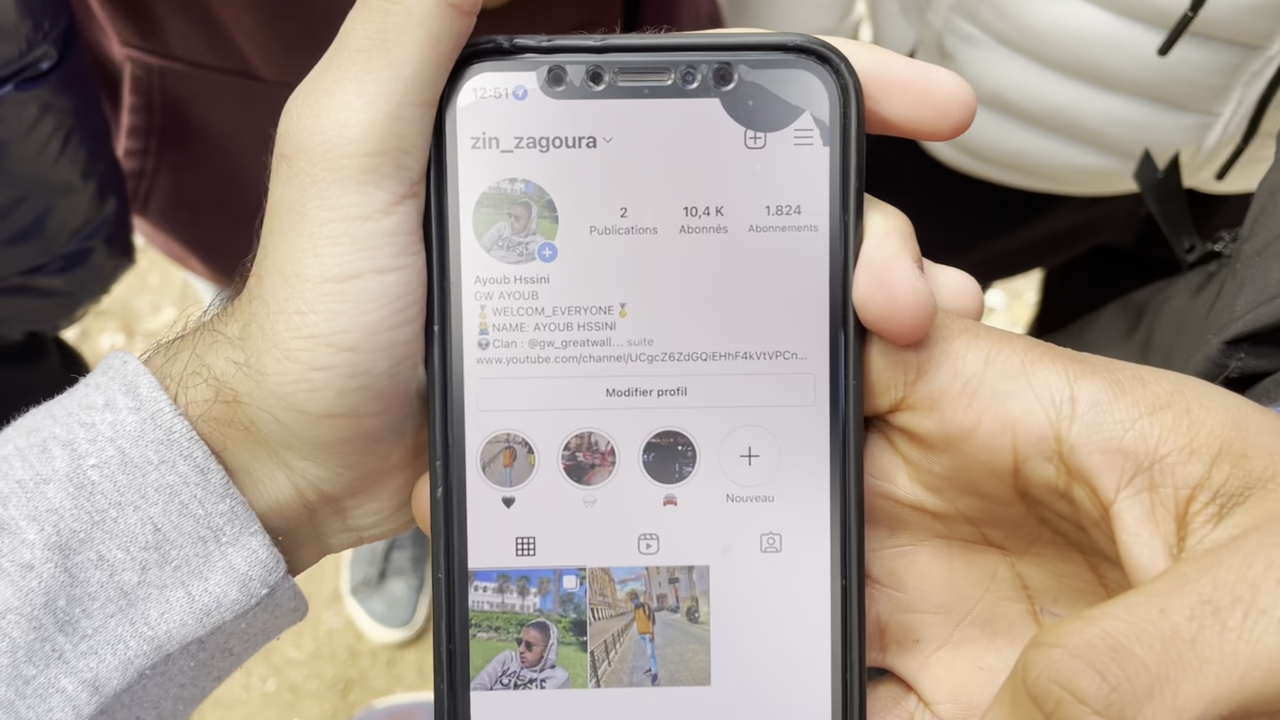 12:51
zin_zagoura
2
Publications
10,4 K
Abonnés
1.824
Abonnements
Ayoub Hssini
GW AYOUB
🏅WELCOM_EVERYONE🏅
NAME: AYOUB HSSINI
👽Clan : @gw_greatwall... suite
www.youtube.com/channel/UCgcZ6ZdGQiEHhF4kVtVPCn...
Modifier profil
Nouveau